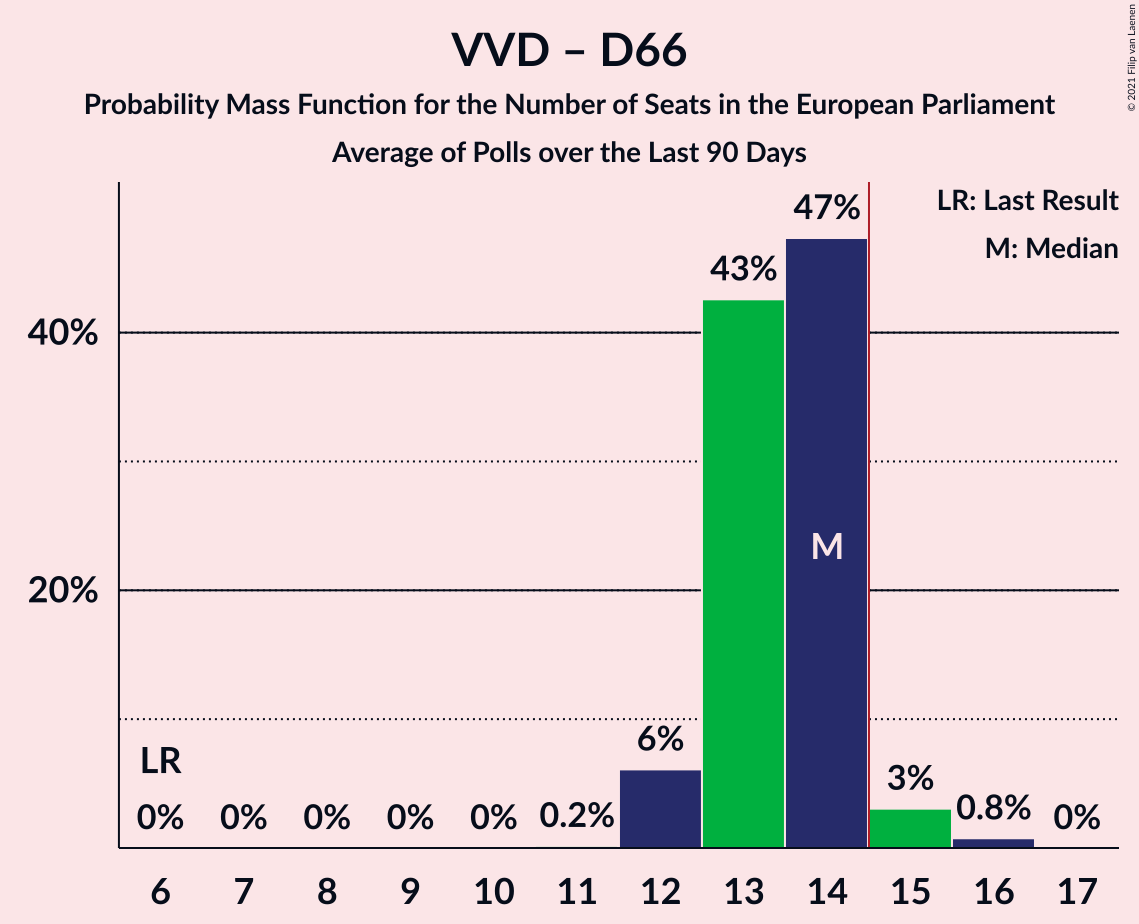 VVD – D66
Probability Mass Function for the Number of Seats in the European Parliament
Average of Polls over the Last 90 Days
© 2021 Filip van Laenen
LR: Last Result
M: Median
47%
43%
40%
M
20%
6%
LR
3%
0% 0% 0% 0% 0% 0.2% 0.8% 0%
6 7 8 9 10 11 12 13 14 15 16 17